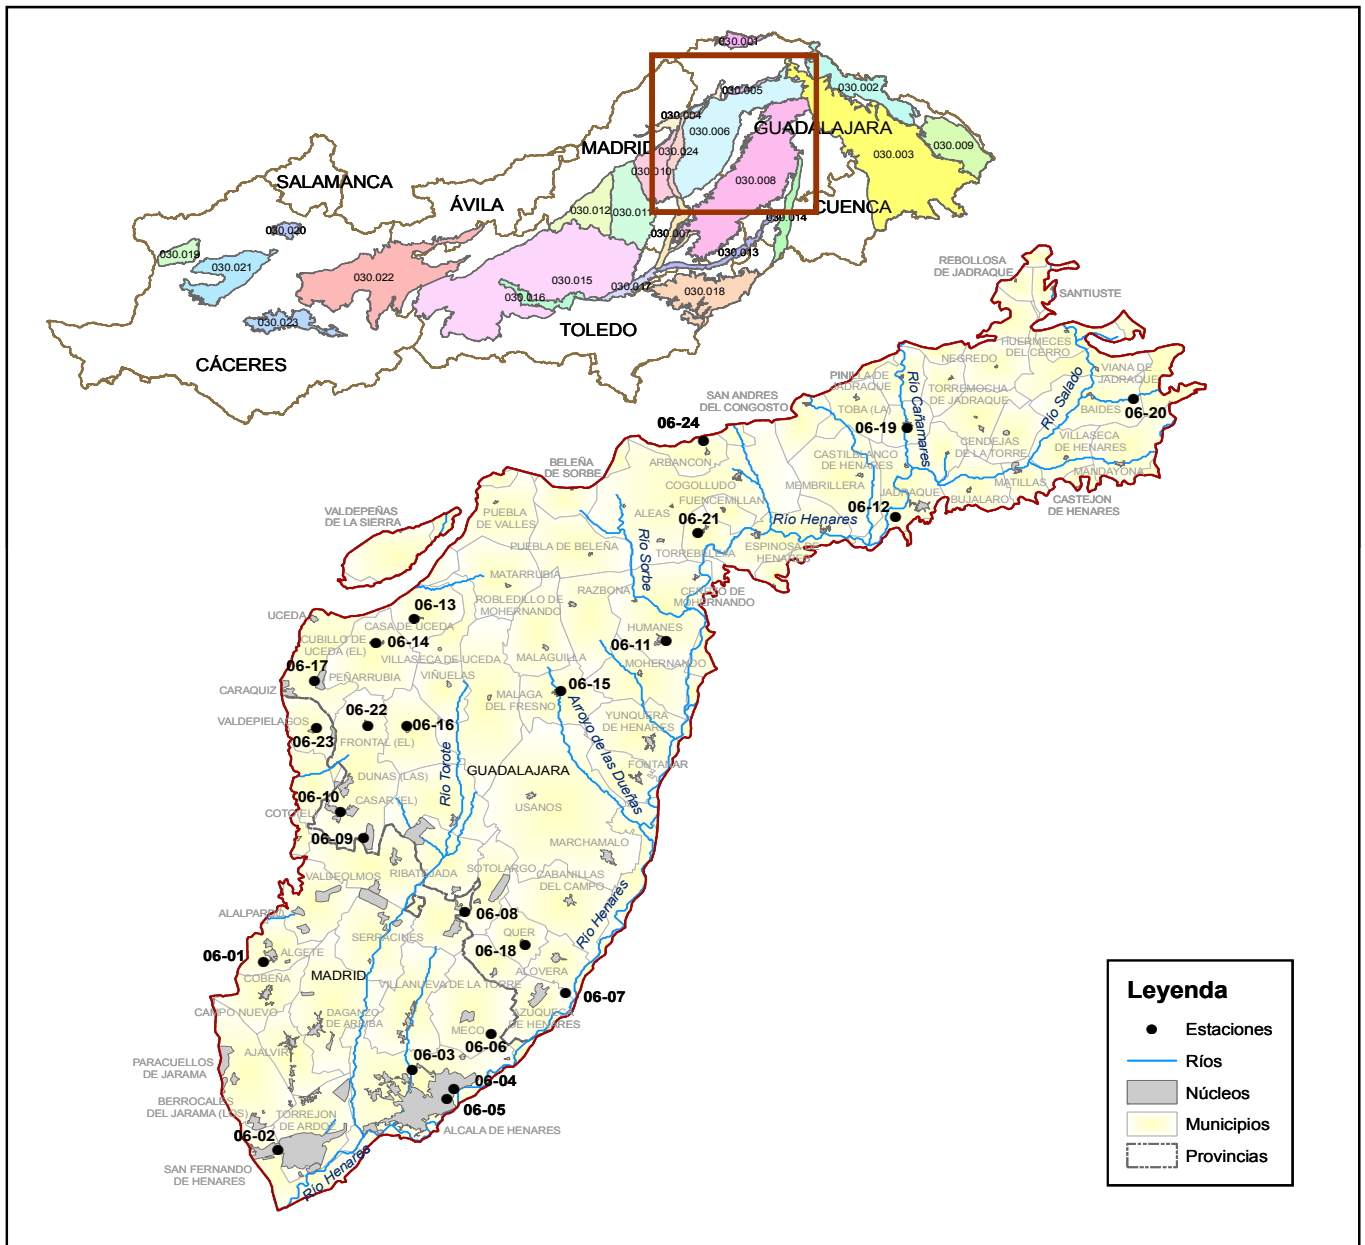 030.001
030.002
030.005
030.004
030.006
GUADALAJARA
MADRID
030.024
030.003
030.009
030.010
030.008
SALAMANCA
ÁVILA
030.012
030.011
CUENCA
030.014
030.020
030.007
030.019
030.021
030.013
030.022
030.015
030.017
030.016
030.018
030.023
TOLEDO
CÁCERES
REBOLLOSA
DE JADRAQUE
SANTIUSTE
HUERMECES
DEL CERRO
NEGREDO
VIANA DE
JADRAQUE
PINILLA DE
JADRAQUE
Río Cañamares
TORREMOCHA
DE JADRAQUE
Río Salado
SAN ANDRES
DEL CONGOSTO
TOBA (LA)
BAIDES
06-20
06-24
06-19
CENDEJAS
DE LA TORRE
VILLASECA
DE HENARES
ARBANCON
CASTILBLANCO
DE HENARES
BELEÑA
DE SORBE
COGOLLUDO
MEMBRILLERA
MATILLAS
MANDAYONA
FUENCEMILLAN
JADRAQUE
BUJALARO
CASTEJON
DE HENARES
VALDEPEÑAS
DE LA SIERRA
PUEBLA
DE VALLES
ALEAS
06-21
Río Henares
06-12
Río Sorbe
PUEBLA DE BELEÑA
TORREBELEÑA
ESPINOSA DE
HENARES
MATARRUBIA
RAZBONA
CEREZO DE
MOHERNANDO
ROBLEDILLO DE
MOHERNANDO
UCEDA
06-13
CASA DE UCEDA
CUBILLO DE
UCEDA (EL)
06-14
HUMANES
06-11
VILLASECA DE UCEDA
MALAGUILLA
MOHERNANDO
06-17
PEÑARRUBIA
VIÑUELAS
CARAQUIZ
MALAGA
DEL FRESNO
06-15
VALDEPIELAGOS
06-22
06-16
06-23
FRONTAL (EL)
YUNQUERA
DE HENARES
Río Torote
Arroyo de las Dueñas
GUADALAJARA
DUNAS (LAS)
FONTANAR
06-10
CASAR (EL)
COTO (EL)
USANOS
06-09
MARCHAMALO
VALDEOLMOS
RIBATEJADA
SOTOLARGO
CABANILLAS
DEL CAMPO
ALALPARDO
06-08
Río Henares
SERRACINES
QUER
06-01
ALGETE
06-18
COBEÑA
MADRID
ALOVERA
VILLANUEVA DE LA TORRE
06-07
CAMPO NUEVO
DAGANZO
DE ARRIBA
AZUQUECA
DE HENARES
MECO
06-06
AJALVIR
PARACUELLOS
DE JARAMA
06-03
06-04
BERROCALES
DEL JARAMA (LOS)
06-05
TORREJON
DE ARDOZ
ALCALA DE HENARES
06-02
SAN FERNANDO
DE HENARES
Río Henares
Leyenda
Estaciones
Ríos
Núcleos
Municipios
Provincias